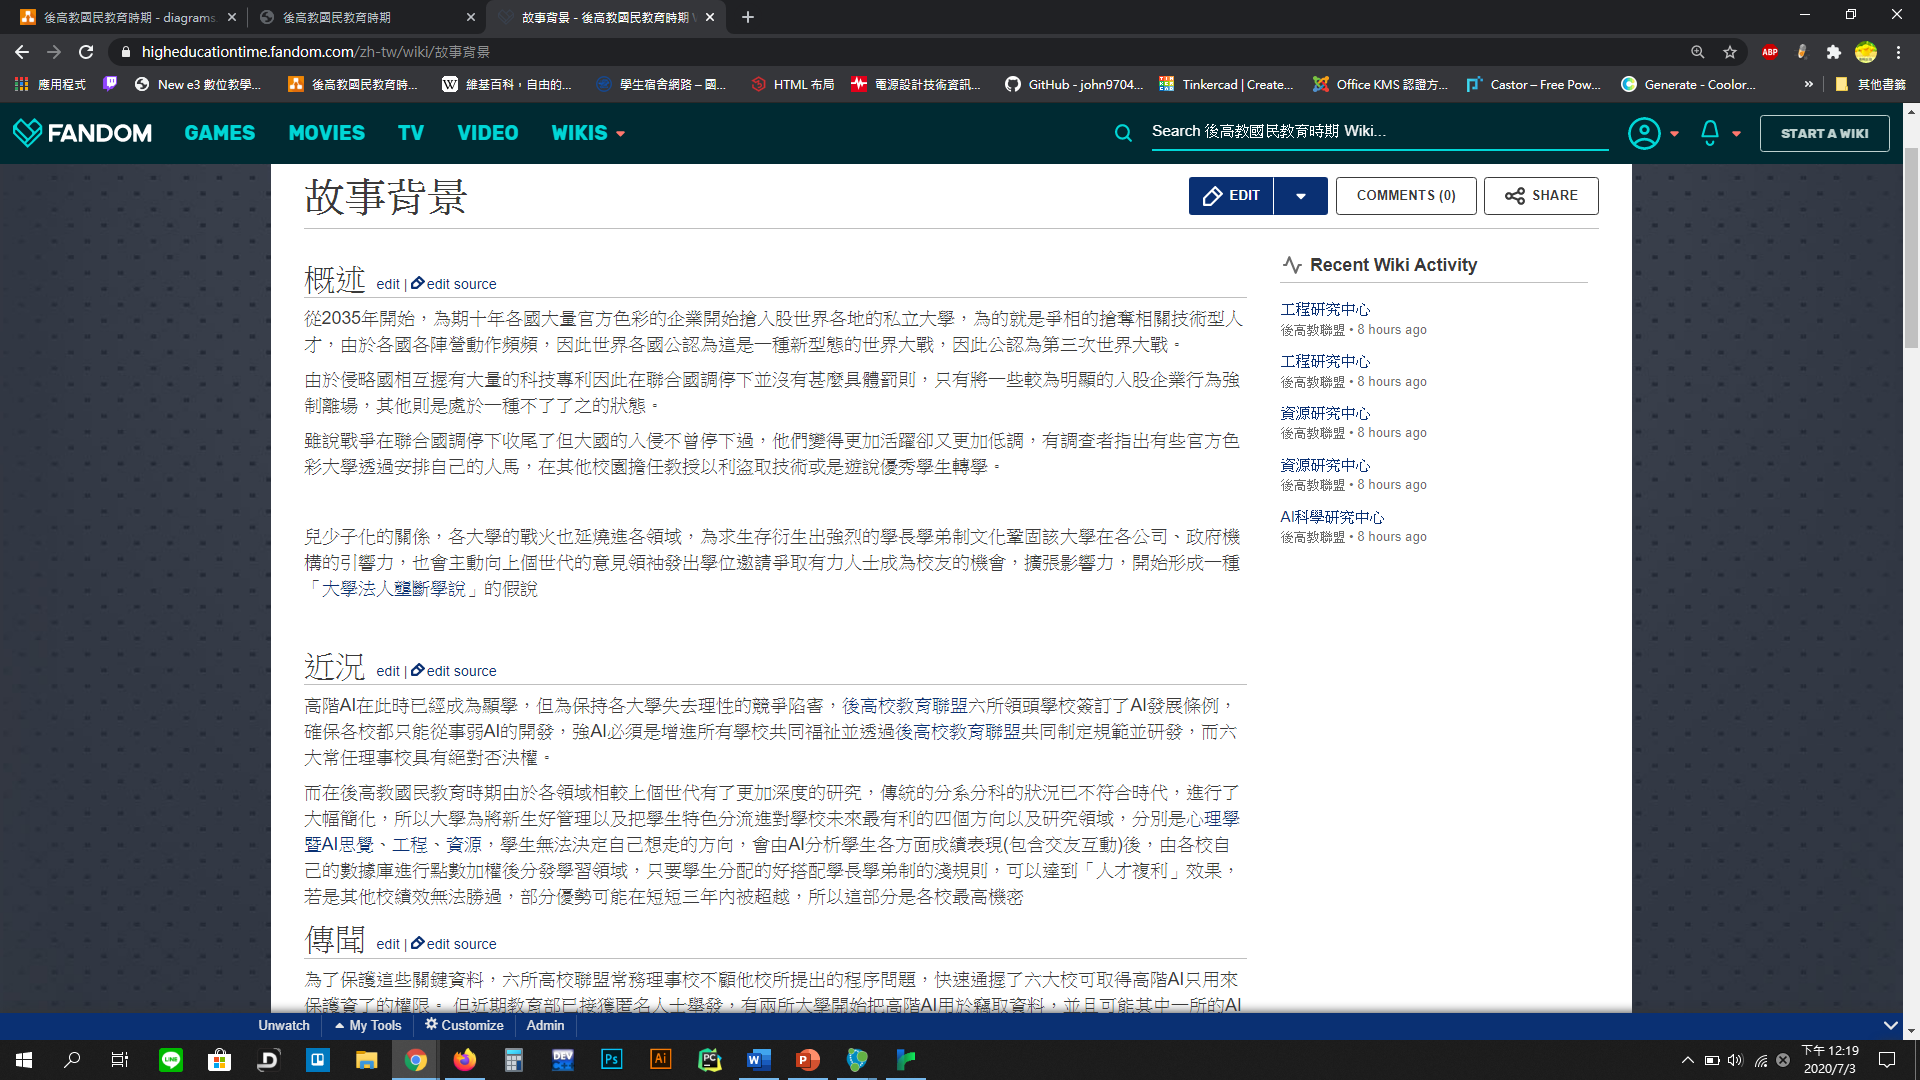 後高教國民教育時期 - diagrams.
後高教國民教育時期
故事背景 - 後高教國民教育時期
higheducationtime.fandom.com/zh-tw/wiki/故事背景
ABP
應用程式
New e3 數位教學...
後高教國民教育時...
維基百科，自由的...
學生宿舍網路 – 國...
HTML 布局
電源設計技術資訊...
GitHub - john9704...
Tinkercad | Create...
Office KMS 認證方...
Castor – Free Pow...
Generate - Coolor...
»
其他書籤
FANDOM
GAMES
MOVIES
TV
VIDEO
WIKIS
Search 後高教國民教育時期 Wiki...
START A WIKI
故事背景
EDIT
COMMENTS (0)
SHARE
概述 edit | edit source
從2035年開始，為期十年各國大量官方色彩的企業開始搶入股世界各地的私立大學，為的就是爭相的搶奪相關技術型人
才，由於各國各陣營動作頻頻，因此世界各國公認為這是一種新型態的世界大戰，因此公認為第三次世界大戰。
由於侵略國相互握有大量的科技專利因此在聯合國調停下並沒有甚麼具體罰則，只有將一些較為明顯的入股企業行為強
制離場，其他則是處於一種不了了之的狀態。
雖說戰爭在聯合國調停下收尾了但大國的入侵不曾停下過，他們變得更加活躍卻又更加低調，有調查者指出有些官方色
彩大學透過安排自己的人馬，在其他校園擔任教授以利盜取技術或是遊說優秀學生轉學。
兒少子化的關係，各大學的戰火也延燒進各領域，為求生存衍生出強烈的學長學弟制文化鞏固該大學在各公司、政府機
構的引響力，也會主動向上個世代的意見領袖發出學位邀請爭取有力人士成為校友的機會，擴張影響力，開始形成一種
「大學法人壟斷學說」的假說
近況 edit | edit source
高階AI在此時已經成為顯學，但為保持各大學失去理性的競爭陷害，後高校教育聯盟六所領頭學校簽訂了AI發展條例，
確保各校都只能從事弱AI的開發，強AI必須是增進所有學校共同福祉並透過後高校教育聯盟共同制定規範並研發，而六
大常任理事校具有絕對否決權。
而在後高教國民教育時期由於各領域相較上個世代有了更加深度的研究，傳統的分系分科的狀況已不符合時代，進行了
大幅簡化，所以大學為將新生好管理以及把學生特色分流進對學校未來最有利的四個方向以及研究領域，分別是心理學
暨AI思覺、工程、資源，學生無法決定自己想走的方向，會由AI分析學生各方面成績表現(包含交友互動)後，由各校自
己的數據庫進行點數加權後分發學習領域，只要學生分配的好搭配學長學弟制的淺規則，可以達到「人才複利」效果，
若是其他校績效無法勝過，部分優勢可能在短短三年內被超越，所以這部分是各校最高機密
傳聞 edit | edit source
為了保護這些關鍵資料，六所高校聯盟常務理事校不顧他校所提出的程序問題，快速通握了六大校可取得高階AI只用來
保護資了的權限。 但近期教育部已接獲匿名人士舉發，有兩所大學開始把高階AI用於竊取資料，並且可能其中一所的AI
Recent Wiki Activity
工程研究中心
後高教聯盟 • 8 hours ago
工程研究中心
後高教聯盟 • 8 hours ago
資源研究中心
後高教聯盟 • 8 hours ago
資源研究中心
後高教聯盟 • 8 hours ago
AI科學研究中心
後高教聯盟 • 8 hours ago
Unwatch
My Tools
Customize
Admin
下午 12:19
2020/7/3